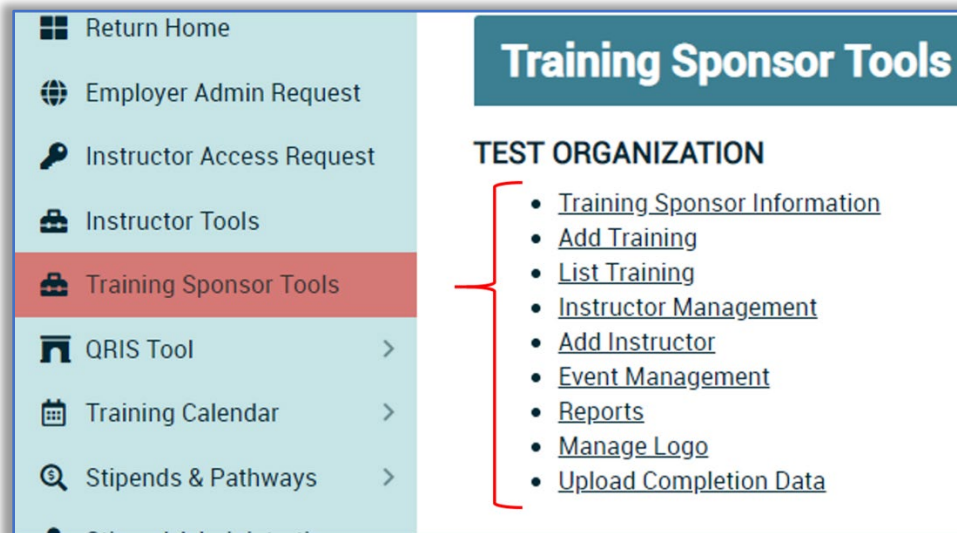 Return Home
Employer Admin Request
Instructor Access Request
Instructor Tools
Training Sponsor Tools
QRIS Tool
Training Calendar
Stipends & Pathways
Training Sponsor Tools
TEST ORGANIZATION
Training Sponsor Information
Add Training
List Training
Instructor Management
Add Instructor
Event Management
Reports
Manage Logo
Upload Completion Data